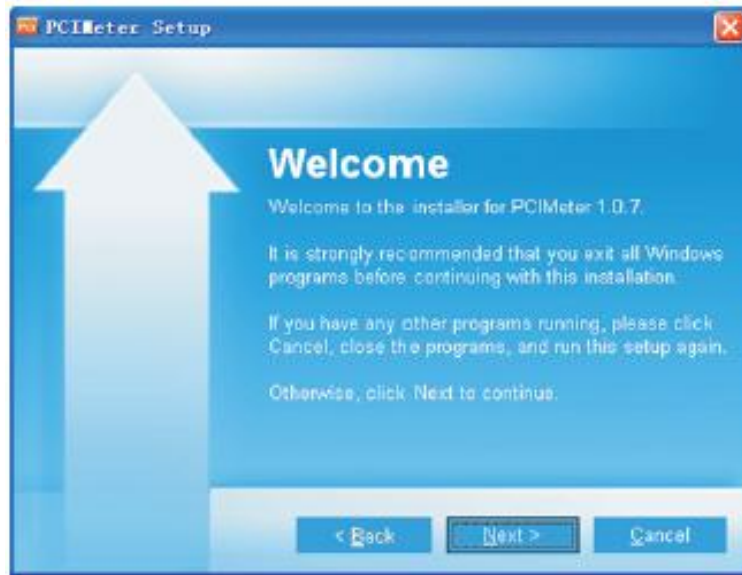 PCI PCIMeter Setup
Welcome
Welcome to the installer for PCIMeter 1.0.7.
It is strongly recommended that you exit all Windows
programs before continuing with this installation.
If you have any other programs running, please click
Cancel, close the programs, and run this setup again.
Otherwise, click Next to continue.
< Back Next > Cancel